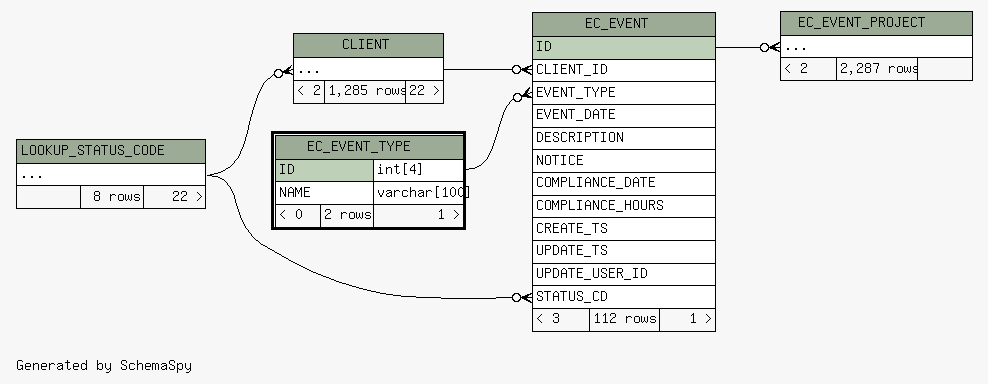 LOOKUP_STATUS_CODE
...
8 rows 22 >
CLIENT
...
< 2 1,285 rows 22 >
EC_EVENT_TYPE
ID int[4]
NAME varchar[100]
< 0 2 rows 1 >
EC_EVENT
ID
CLIENT_ID
EVENT_TYPE
EVENT_DATE
DESCRIPTION
NOTICE
COMPLIANCE_DATE
COMPLIANCE_HOURS
CREATE_TS
UPDATE_TS
UPDATE_USER_ID
STATUS_CD
< 3 112 rows 1 >
EC_EVENT_PROJECT
...
< 2 2,287 rows
Generated by SchemaSpy